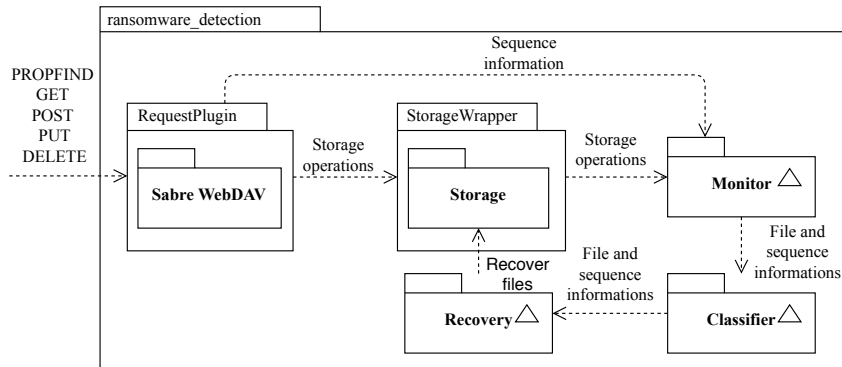 ransomware_detection
Sequence
information
PROPFIND
GET
POST
PUT
DELETE
RequestPlugin
StorageWrapper
Storage
operations
Storage
operations
Sabre WebDAV
Storage
Monitor
File and
sequence
informations
Recover
files
File and
sequence
informations
Recovery
Classifier